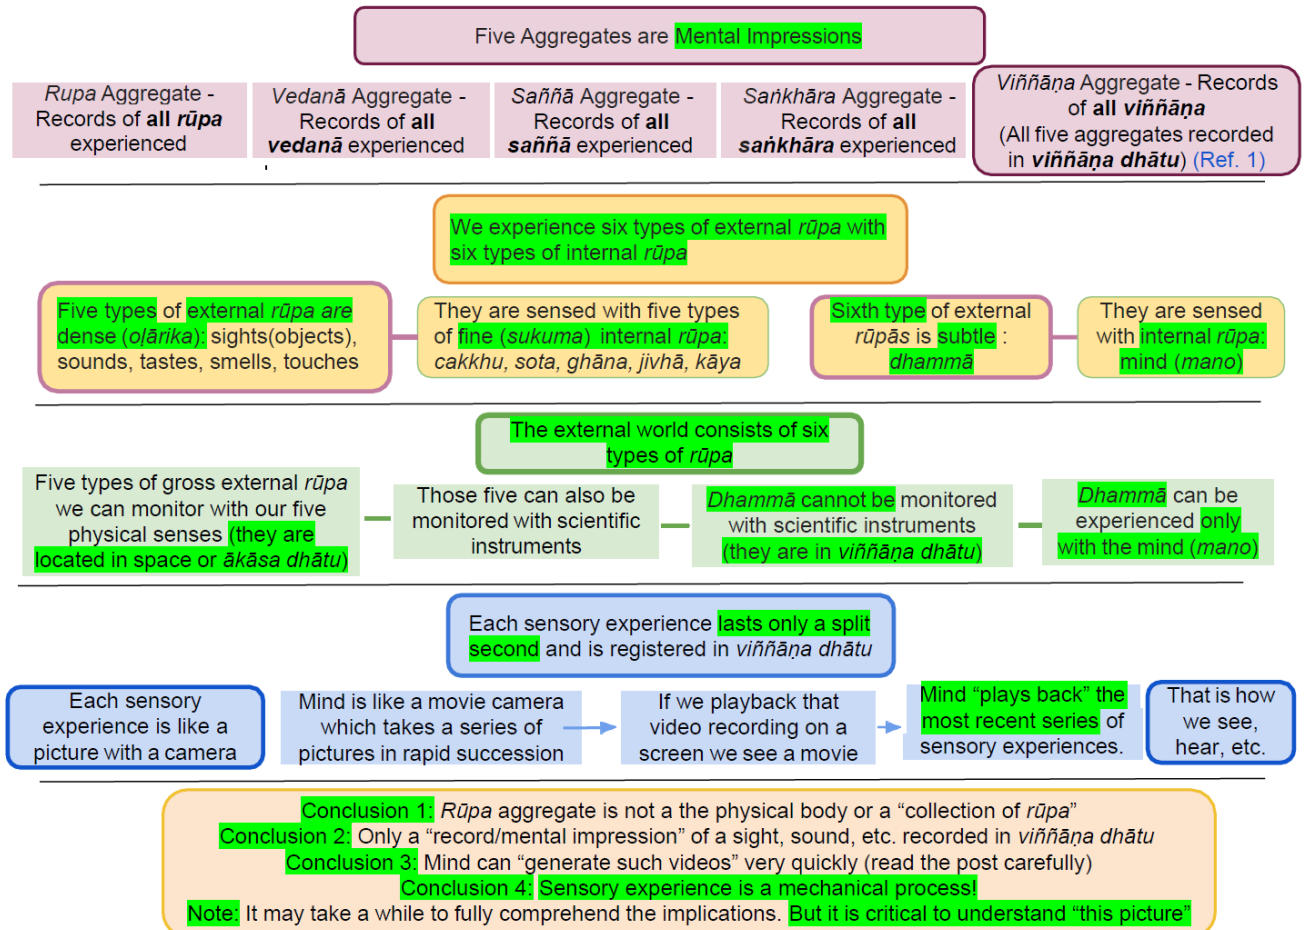 Five Aggregates are Mental Impressions
Rupa Aggregate -
Records of all rūpa
experienced
Vedanā Aggregate -
Records of all
vedanā experienced
Saññā Aggregate -
Records of all
saññā experienced
Saṅkhāra Aggregate -
Records of all
saṅkhāra experienced
Viññāṇa Aggregate - Records
of all viññāṇa
(All five aggregates recorded
in viññāṇa dhātu) (Ref. 1)
We experience six types of external rūpa with
six types of internal rūpa
Five types of external rūpa are
dense (oḷārika): sights(objects),
sounds, tastes, smells, touches
They are sensed with five types
of fine (sukuma) internal rūpa:
cakkhu, sota, ghāna, jivhā, kāya
Sixth type of external
rūpās is subtle :
dhammā
They are sensed
with internal rūpa:
mind (mano)
The external world consists of six
types of rūpa
Five types of gross external rūpa
we can monitor with our five
physical senses (they are
located in space or ākāsa dhātu)
Those five can also be
monitored with scientific
instruments
Dhammā cannot be monitored
with scientific instruments
(they are in viññāṇa dhātu)
Dhammā can be
experienced only
with the mind (mano)
Each sensory experience lasts only a split
second and is registered in viññāṇa dhātu
Each sensory
experience is like a
picture with a camera
Mind is like a movie camera
which takes a series of
pictures in rapid succession
If we playback that
video recording on a
screen we see a movie
Mind “plays back” the
most recent series of
sensory experiences.
That is how
we see,
hear, etc.
Conclusion 1: Rūpa aggregate is not a the physical body or a “collection of rūpa”
Conclusion 2: Only a “record/mental impression” of a sight, sound, etc. recorded in viññāṇa dhātu
Conclusion 3: Mind can “generate such videos” very quickly (read the post carefully)
Conclusion 4: Sensory experience is a mechanical process!
Note: It may take a while to fully comprehend the implications. But it is critical to understand “this picture”